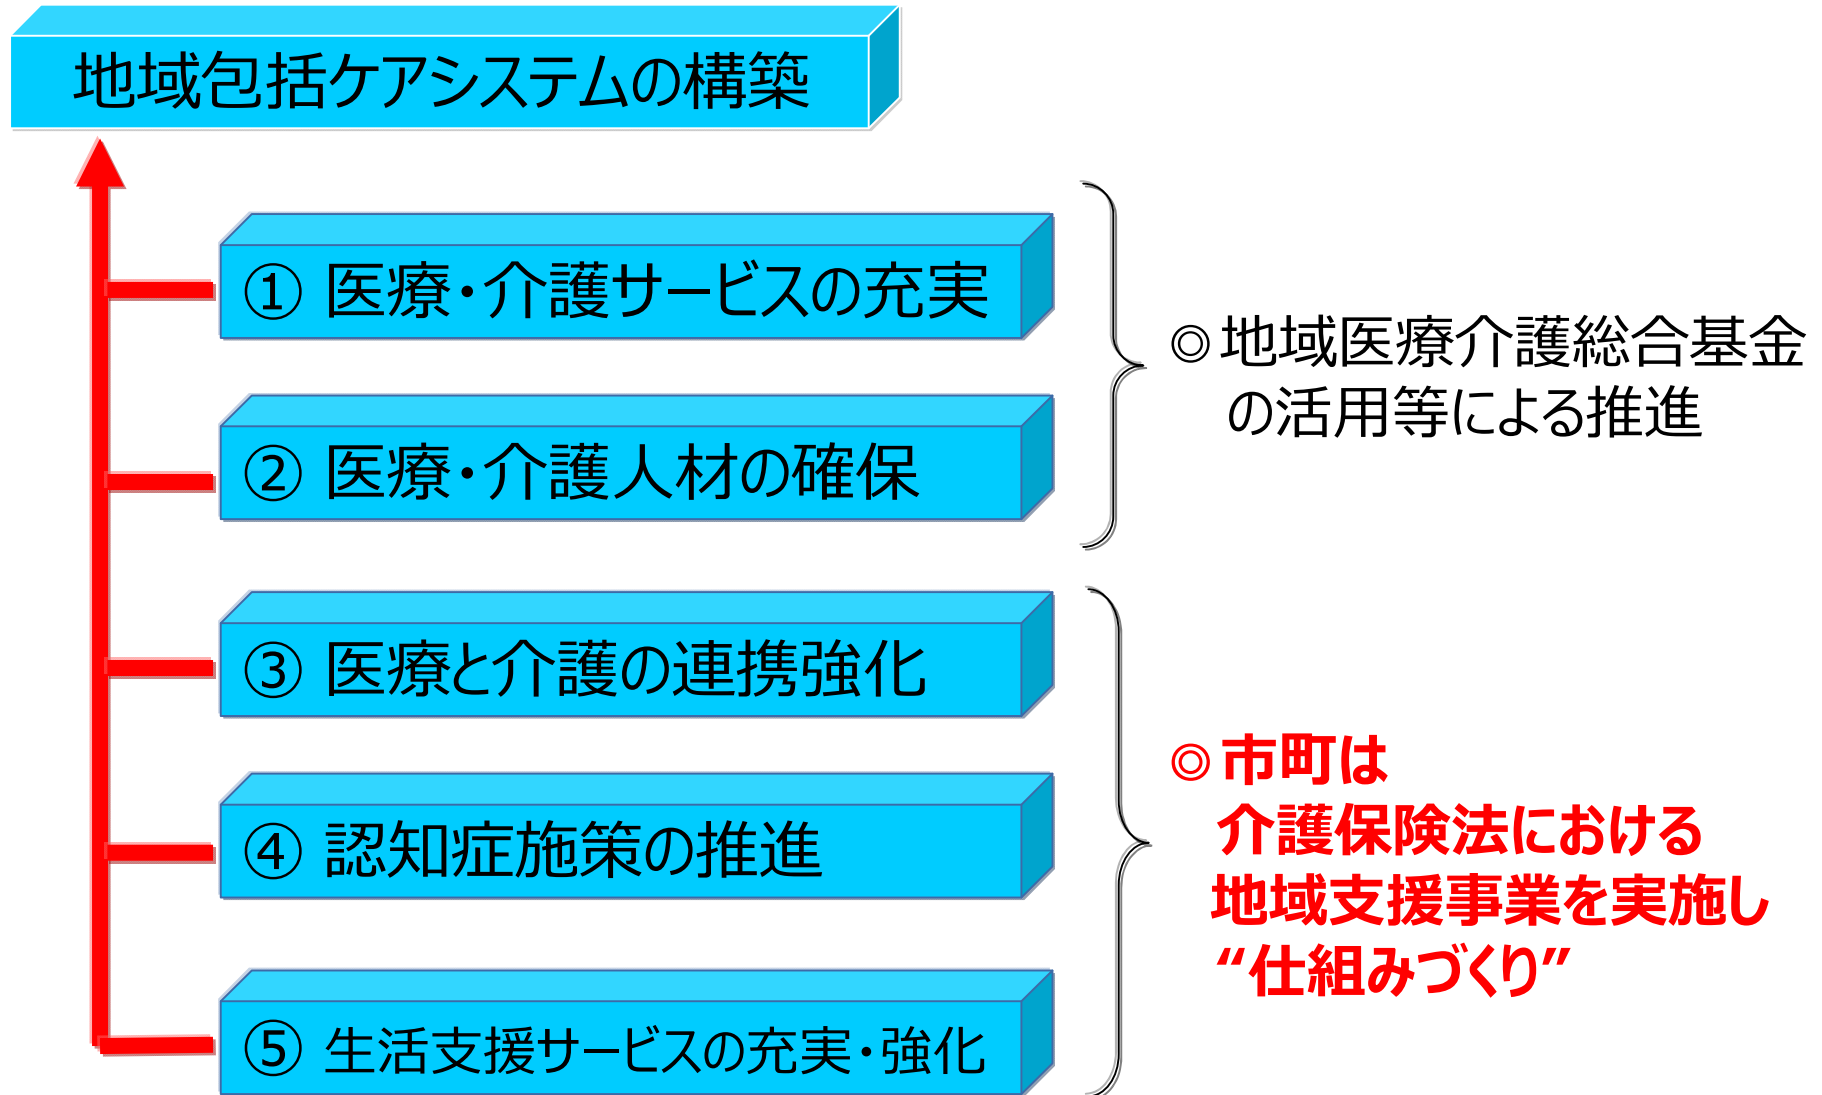 地域包括ケアシステムの構築
① 医療・介護サービスの充実
② 医療・介護人材の確保
◎地域医療介護総合基金
の活用等による推進
③ 医療と介護の連携強化
④ 認知症施策の推進
⑤ 生活支援サービスの充実・強化
◎市町は
介護保険法における
地域支援事業を実施し
“仕組みづくり”